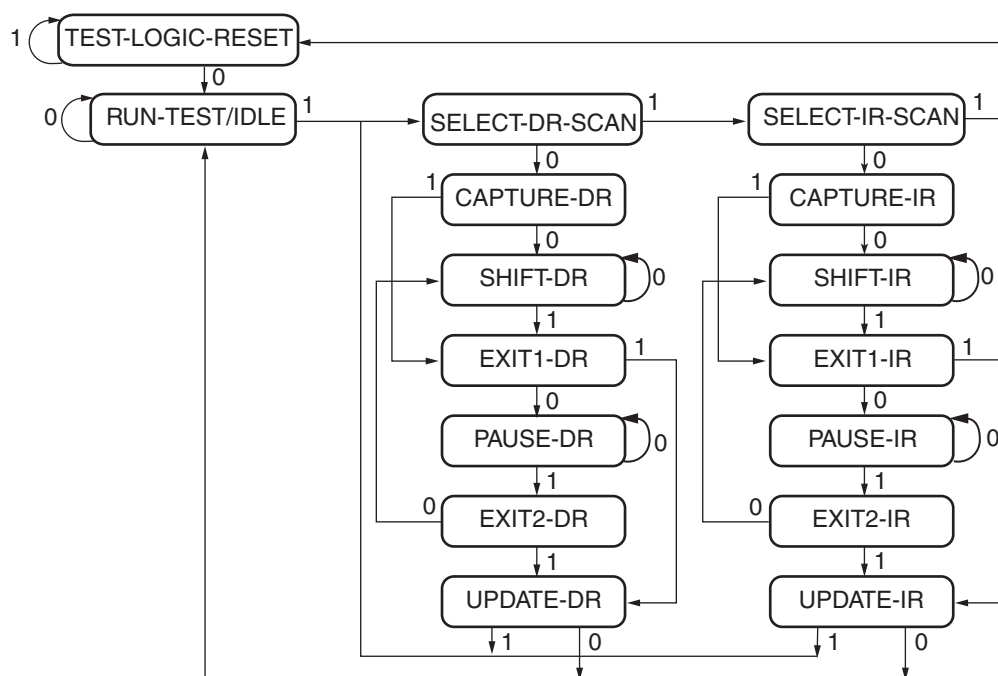 1 TEST-LOGIC-RESET
0
0 RUN-TEST/IDLE 1
SELECT-DR-SCAN 1
SELECT-IR-SCAN 1
0 0
1 CAPTURE-DR
1 CAPTURE-IR
0 0
SHIFT-DR 0
SHIFT-IR 0
1 1
EXIT1-DR 1
EXIT1-IR 1
0 0
PAUSE-DR 0
PAUSE-IR 0
1 1
0 EXIT2-DR
0 EXIT2-IR
1 1
UPDATE-DR
UPDATE-IR
1 0
1 0